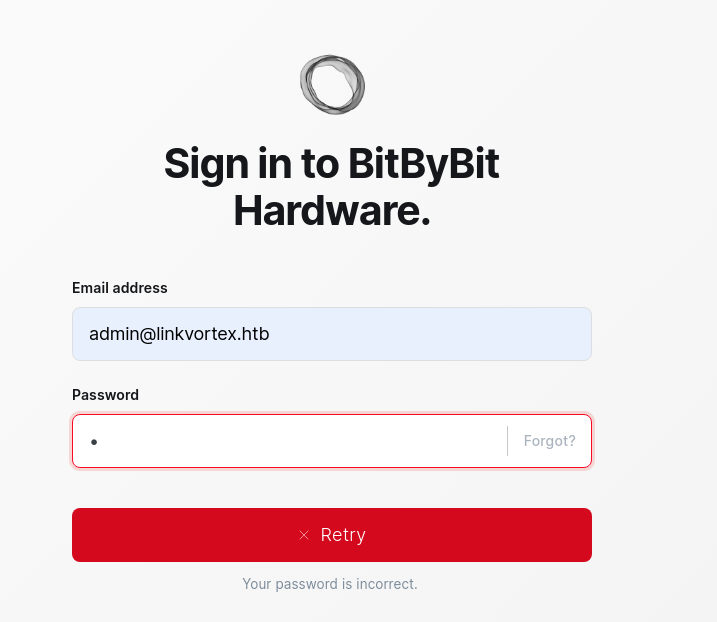 Sign in to BitByBit
Hardware.
Email address
admin@linkvortex.htb
Password
•
Forgot?
× Retry
Your password is incorrect.